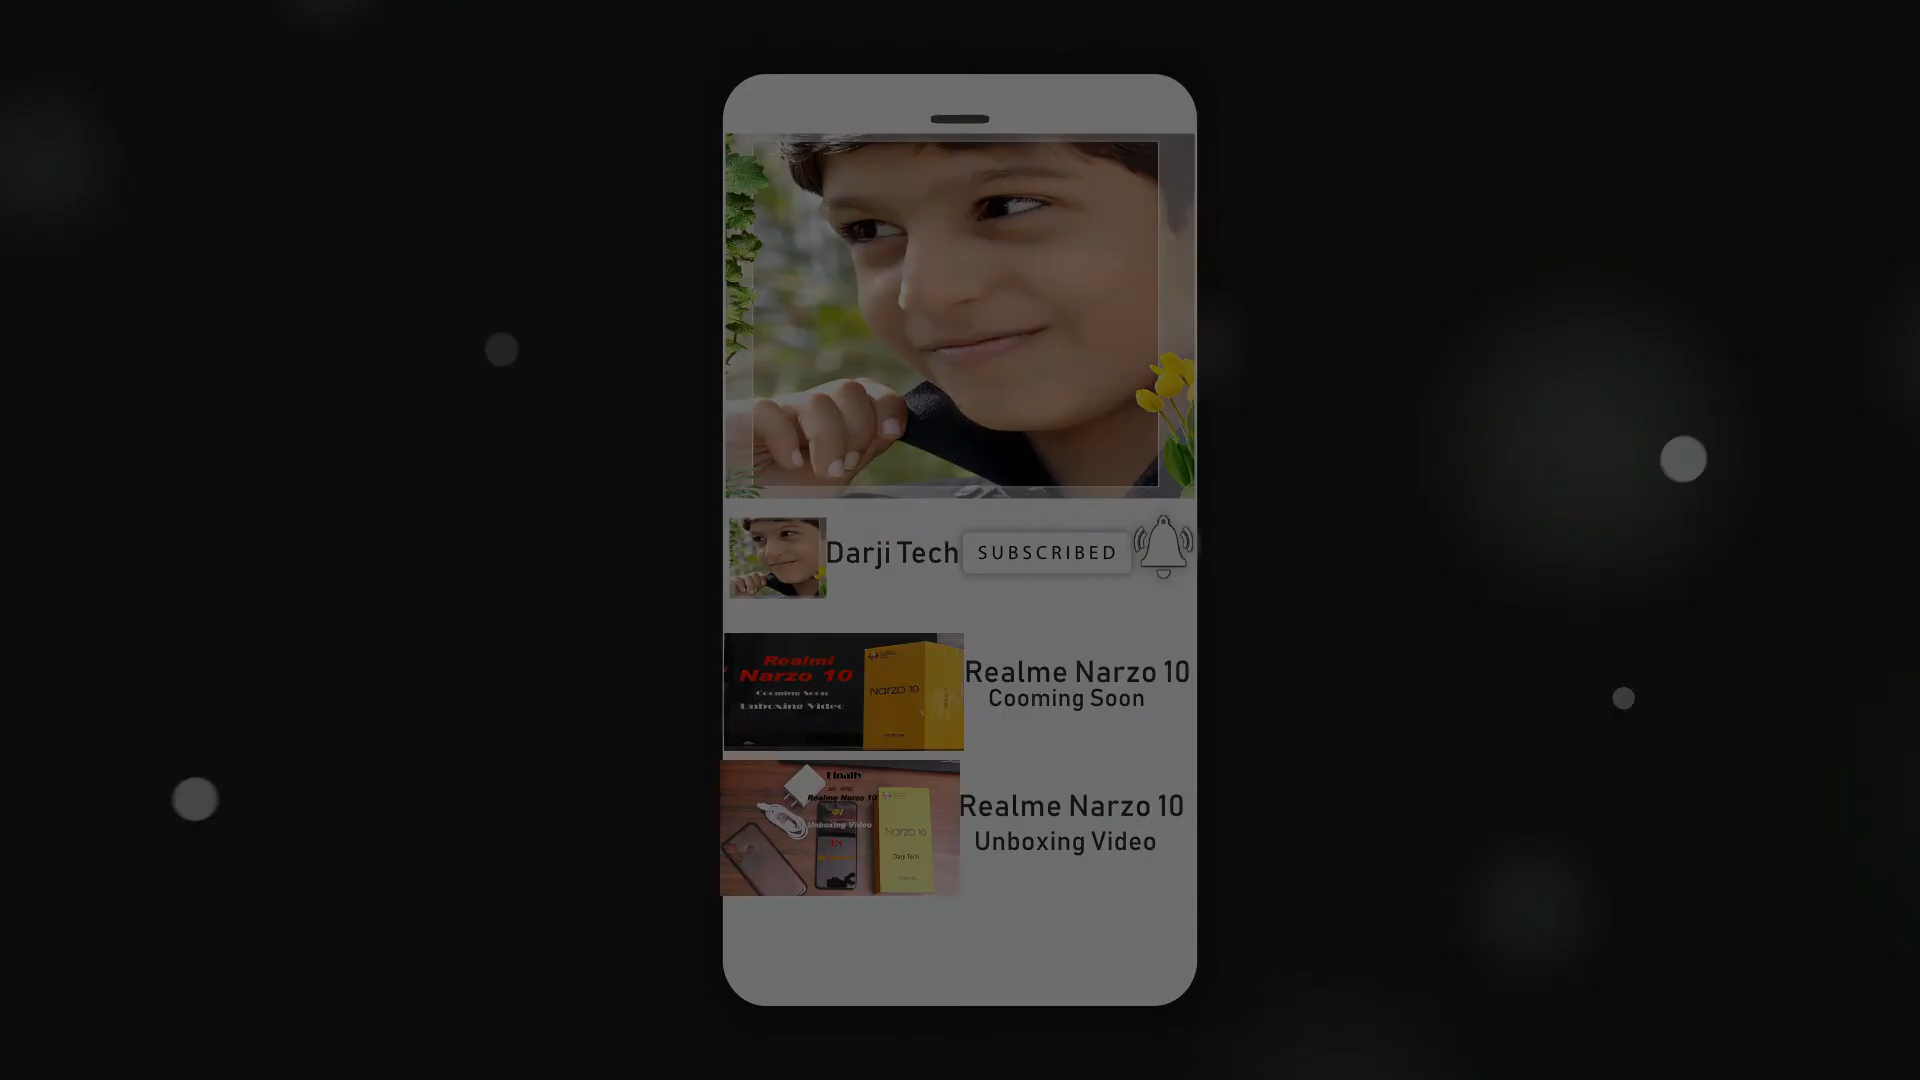 Darji Tech
SUBSCRIBED
Realmi
Narzo 10
Cooming Soon
Unboxing Video
Narzo 10
Realme Narzo 10
Cooming Soon
Finally
Realme Narzo 10
का
Unboxing Video
IS
Narzo 10
Darji Tech
Realme Narzo 10
Unboxing Video